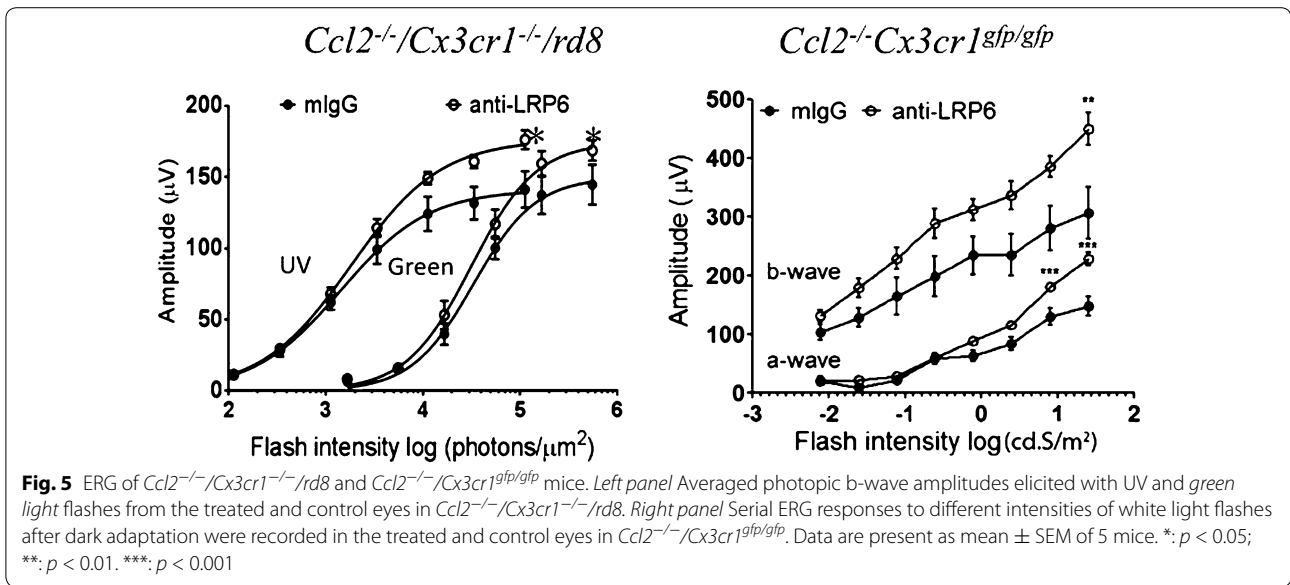 Ccl2-/-/Cx3cr1-/-/rd8
Ccl2-/-Cx3cr1gfp/gfp
mIgG
anti-LRP6
200
150
100
50
0
Amplitude (μV)
UV
Green
*
*
2
3
4
5
6
Flash intensity log (photons/μm2)
mIgG
anti-LRP6
500
400
300
200
100
0
Amplitude (μV)
b-wave
a-wave
**
***
***
-3
-2
-1
0
1
2
Flash intensity log(cd.S/m²)
Fig. 5 ERG of Ccl2−/−/Cx3cr1−/−/rd8 and Ccl2−/−/Cx3cr1gfp/gfp mice. Left panel Averaged photopic b-wave amplitudes elicited with UV and green
light flashes from the treated and control eyes in Ccl2−/−/Cx3cr1−/−/rd8. Right panel Serial ERG responses to different intensities of white light flashes
after dark adaptation were recorded in the treated and control eyes in Ccl2−/−/Cx3cr1gfp/gfp. Data are present as mean ± SEM of 5 mice. *: p < 0.05;
**: p < 0.01. ***: p < 0.001